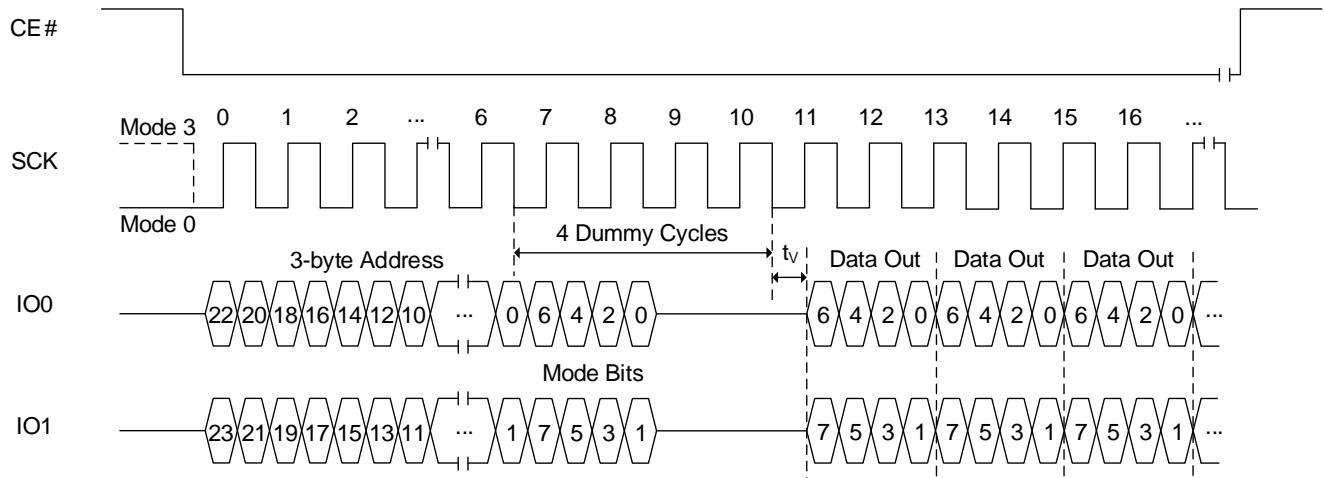 CE#
0 1 2 ... 6 7 8 9 10 11 12 13 14 15 16 ...
Mode 3
SCK
Mode 0
4 Dummy Cycles
3-byte Address tV Data Out Data Out Data Out
IO0 22 20 18 16 14 12 10 ... 0 6 4 2 0 6 4 2 0 6 4 2 0 6 4 2 0 ...
Mode Bits
IO1 23 21 19 17 15 13 11 ... 1 7 5 3 1 7 5 3 1 7 5 3 1 7 5 3 1 ...